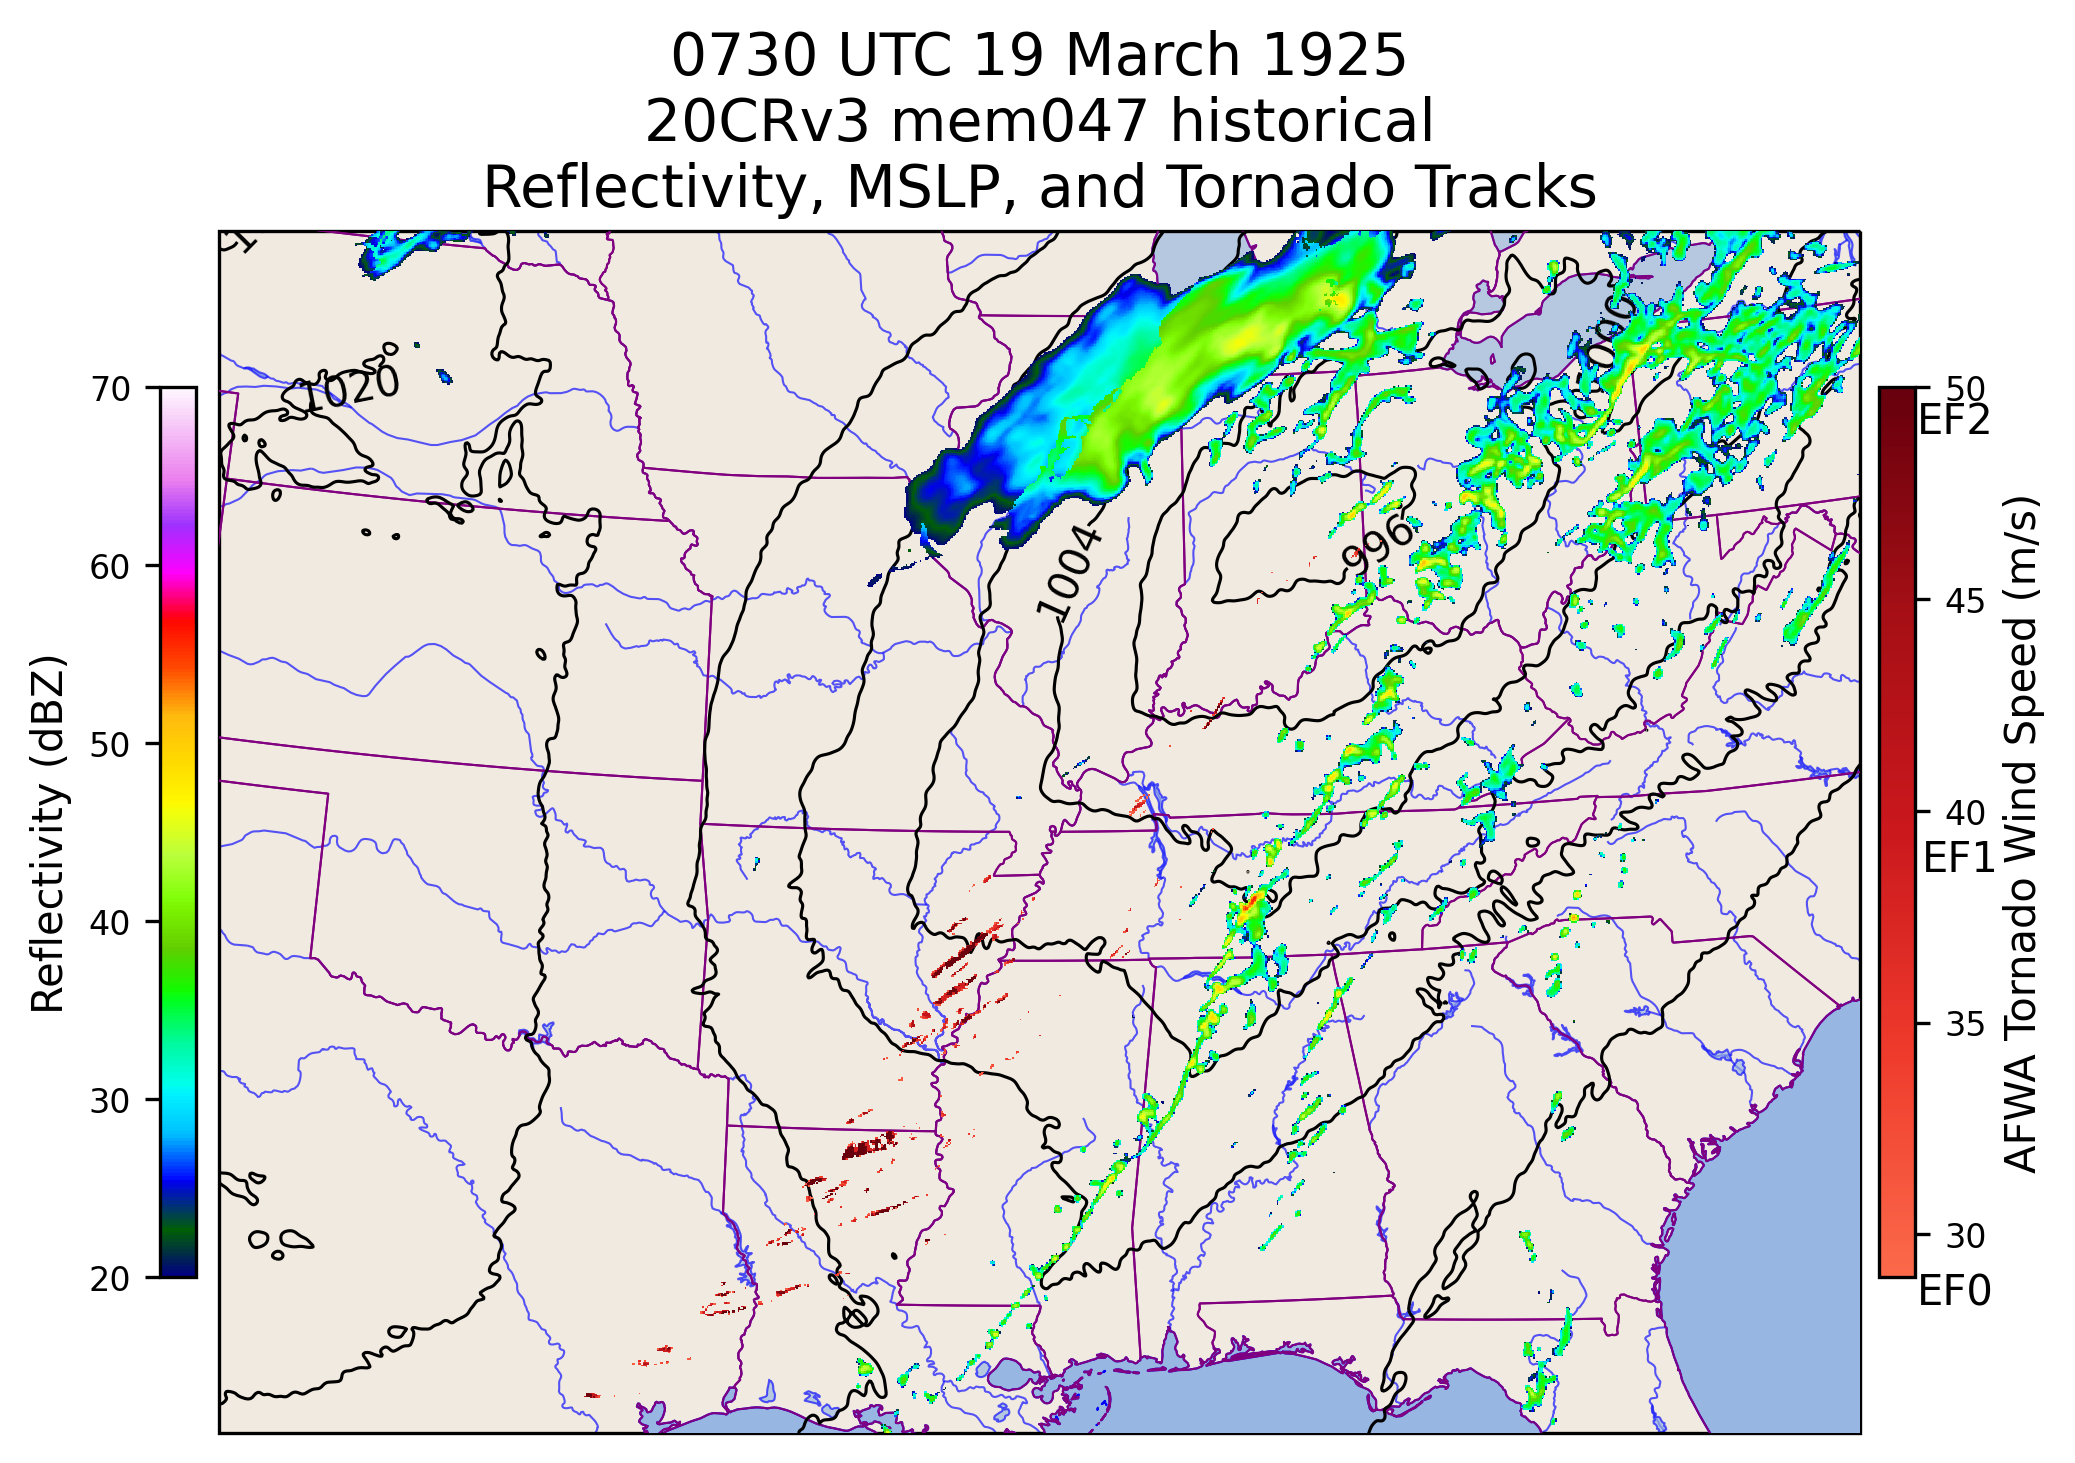 0730 UTC 19 March 1925
20CRv3 mem047 historical
Reflectivity, MSLP, and Tornado Tracks
1020
1004
996
70
60
50
40
30
20
Reflectivity (dBZ)
50
EF2
45
40
EF1
35
30
EF0
AFWA Tornado Wind Speed (m/s)